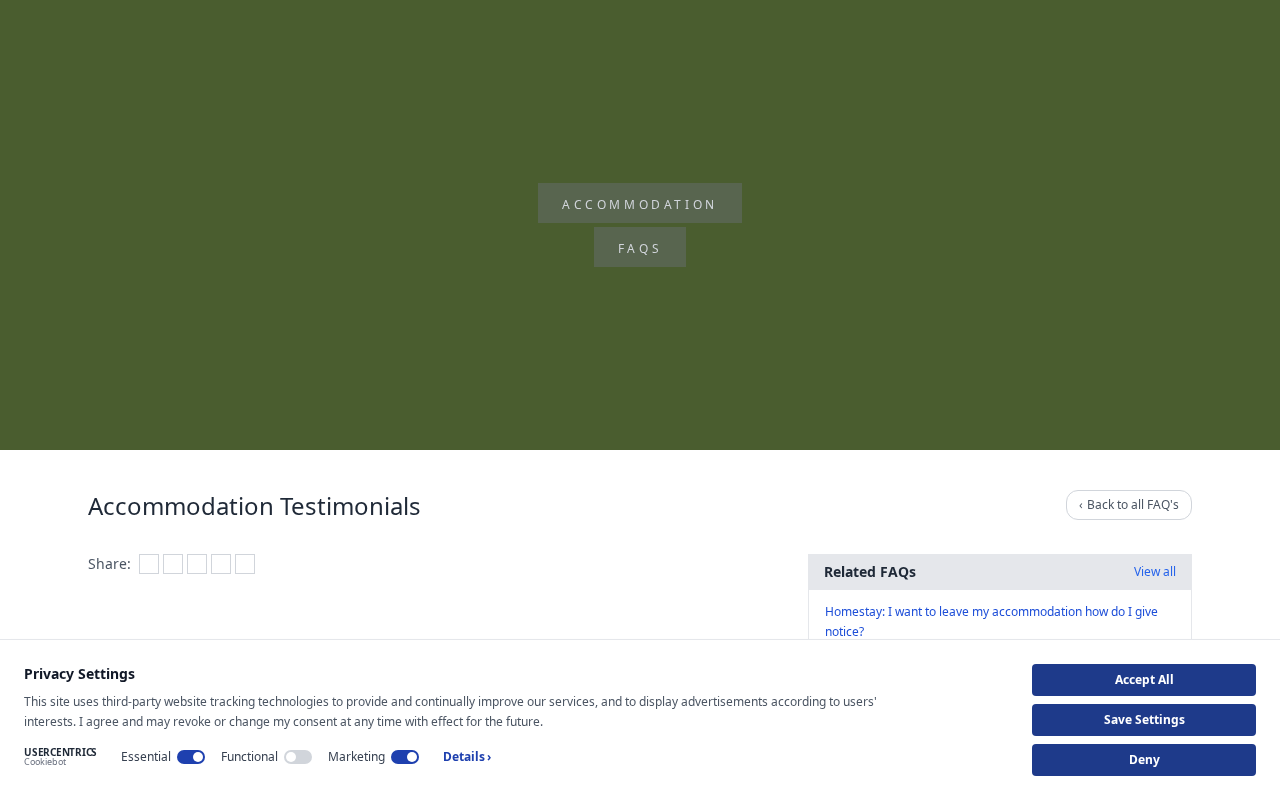 ACCOMMODATION
FAQS
Accommodation Testimonials
‹ Back to all FAQ's
Share:
Related FAQs
View all
Homestay: I want to leave my accommodation how do I give
notice?
Privacy Settings
This site uses third-party website tracking technologies to provide and continually improve our services, and to display advertisements according to users'
interests. I agree and may revoke or change my consent at any time with effect for the future.
USERCENTRICS
Cookiebot
Essential
Functional
Marketing
Details ›
Accept All
Save Settings
Deny